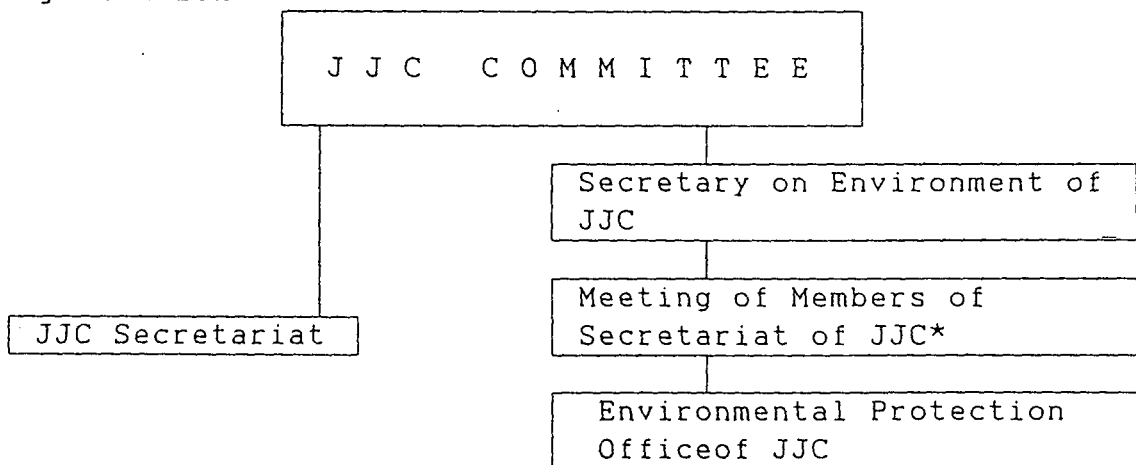 J J C   C O M M I T T E E
Secretary on Environment of
JJC
Meeting of Members of
Secretariat of JJC*
JJC Secretariat
Environmental Protection
Officeof JJC